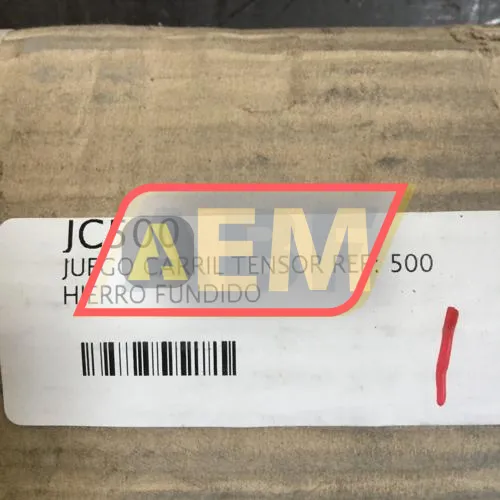 JC500
JUEGO CARRIL TENSOR REF: 500
HIERRO FUNDIDO
AEM